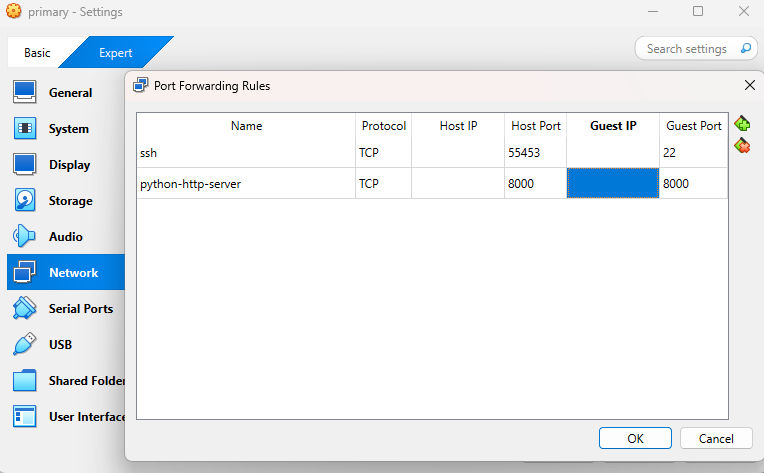 primary - Settings
Basic
Expert
Search settings
General
System
Display
Storage
Audio
Network
Serial Ports
USB
Shared Folder
User Interface
Port Forwarding Rules
Name Protocol Host IP Host Port Guest IP Guest Port
ssh TCP 55453 22
python-http-server TCP 8000 8000
OK
Cancel